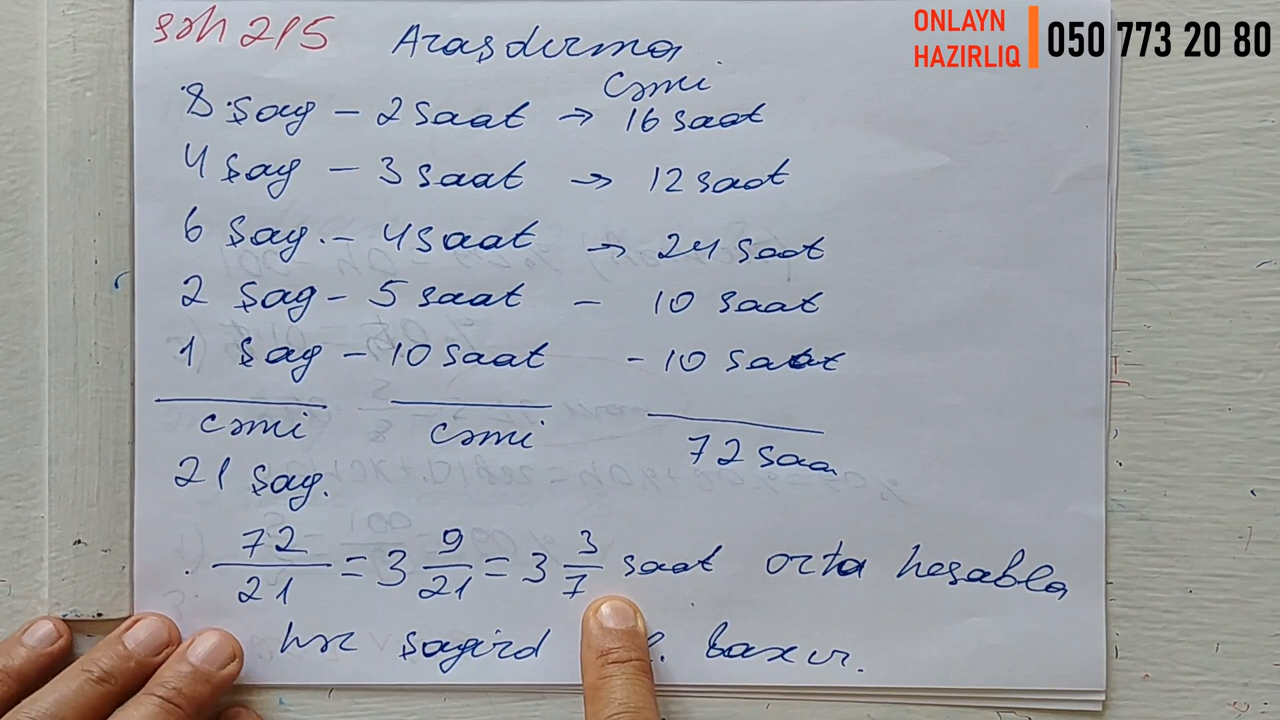 səh 215 Araşdırma
ONLAYN HAZIRLIQ 050 773 20 80
Cəmi
8 şag – 2 saat → 16 saat
4 şag – 3 saat → 12 saat
6 şag. – 4 saat → 24 saat
2 şag – 5 saat – 10 saat
1 şag – 10 saat – 10 saat
cəmi cəmi 72 saa
21 şag.
72/21 = 3 9/21 = 3 3/7 saat orta hesabla
hər şagird baxır.